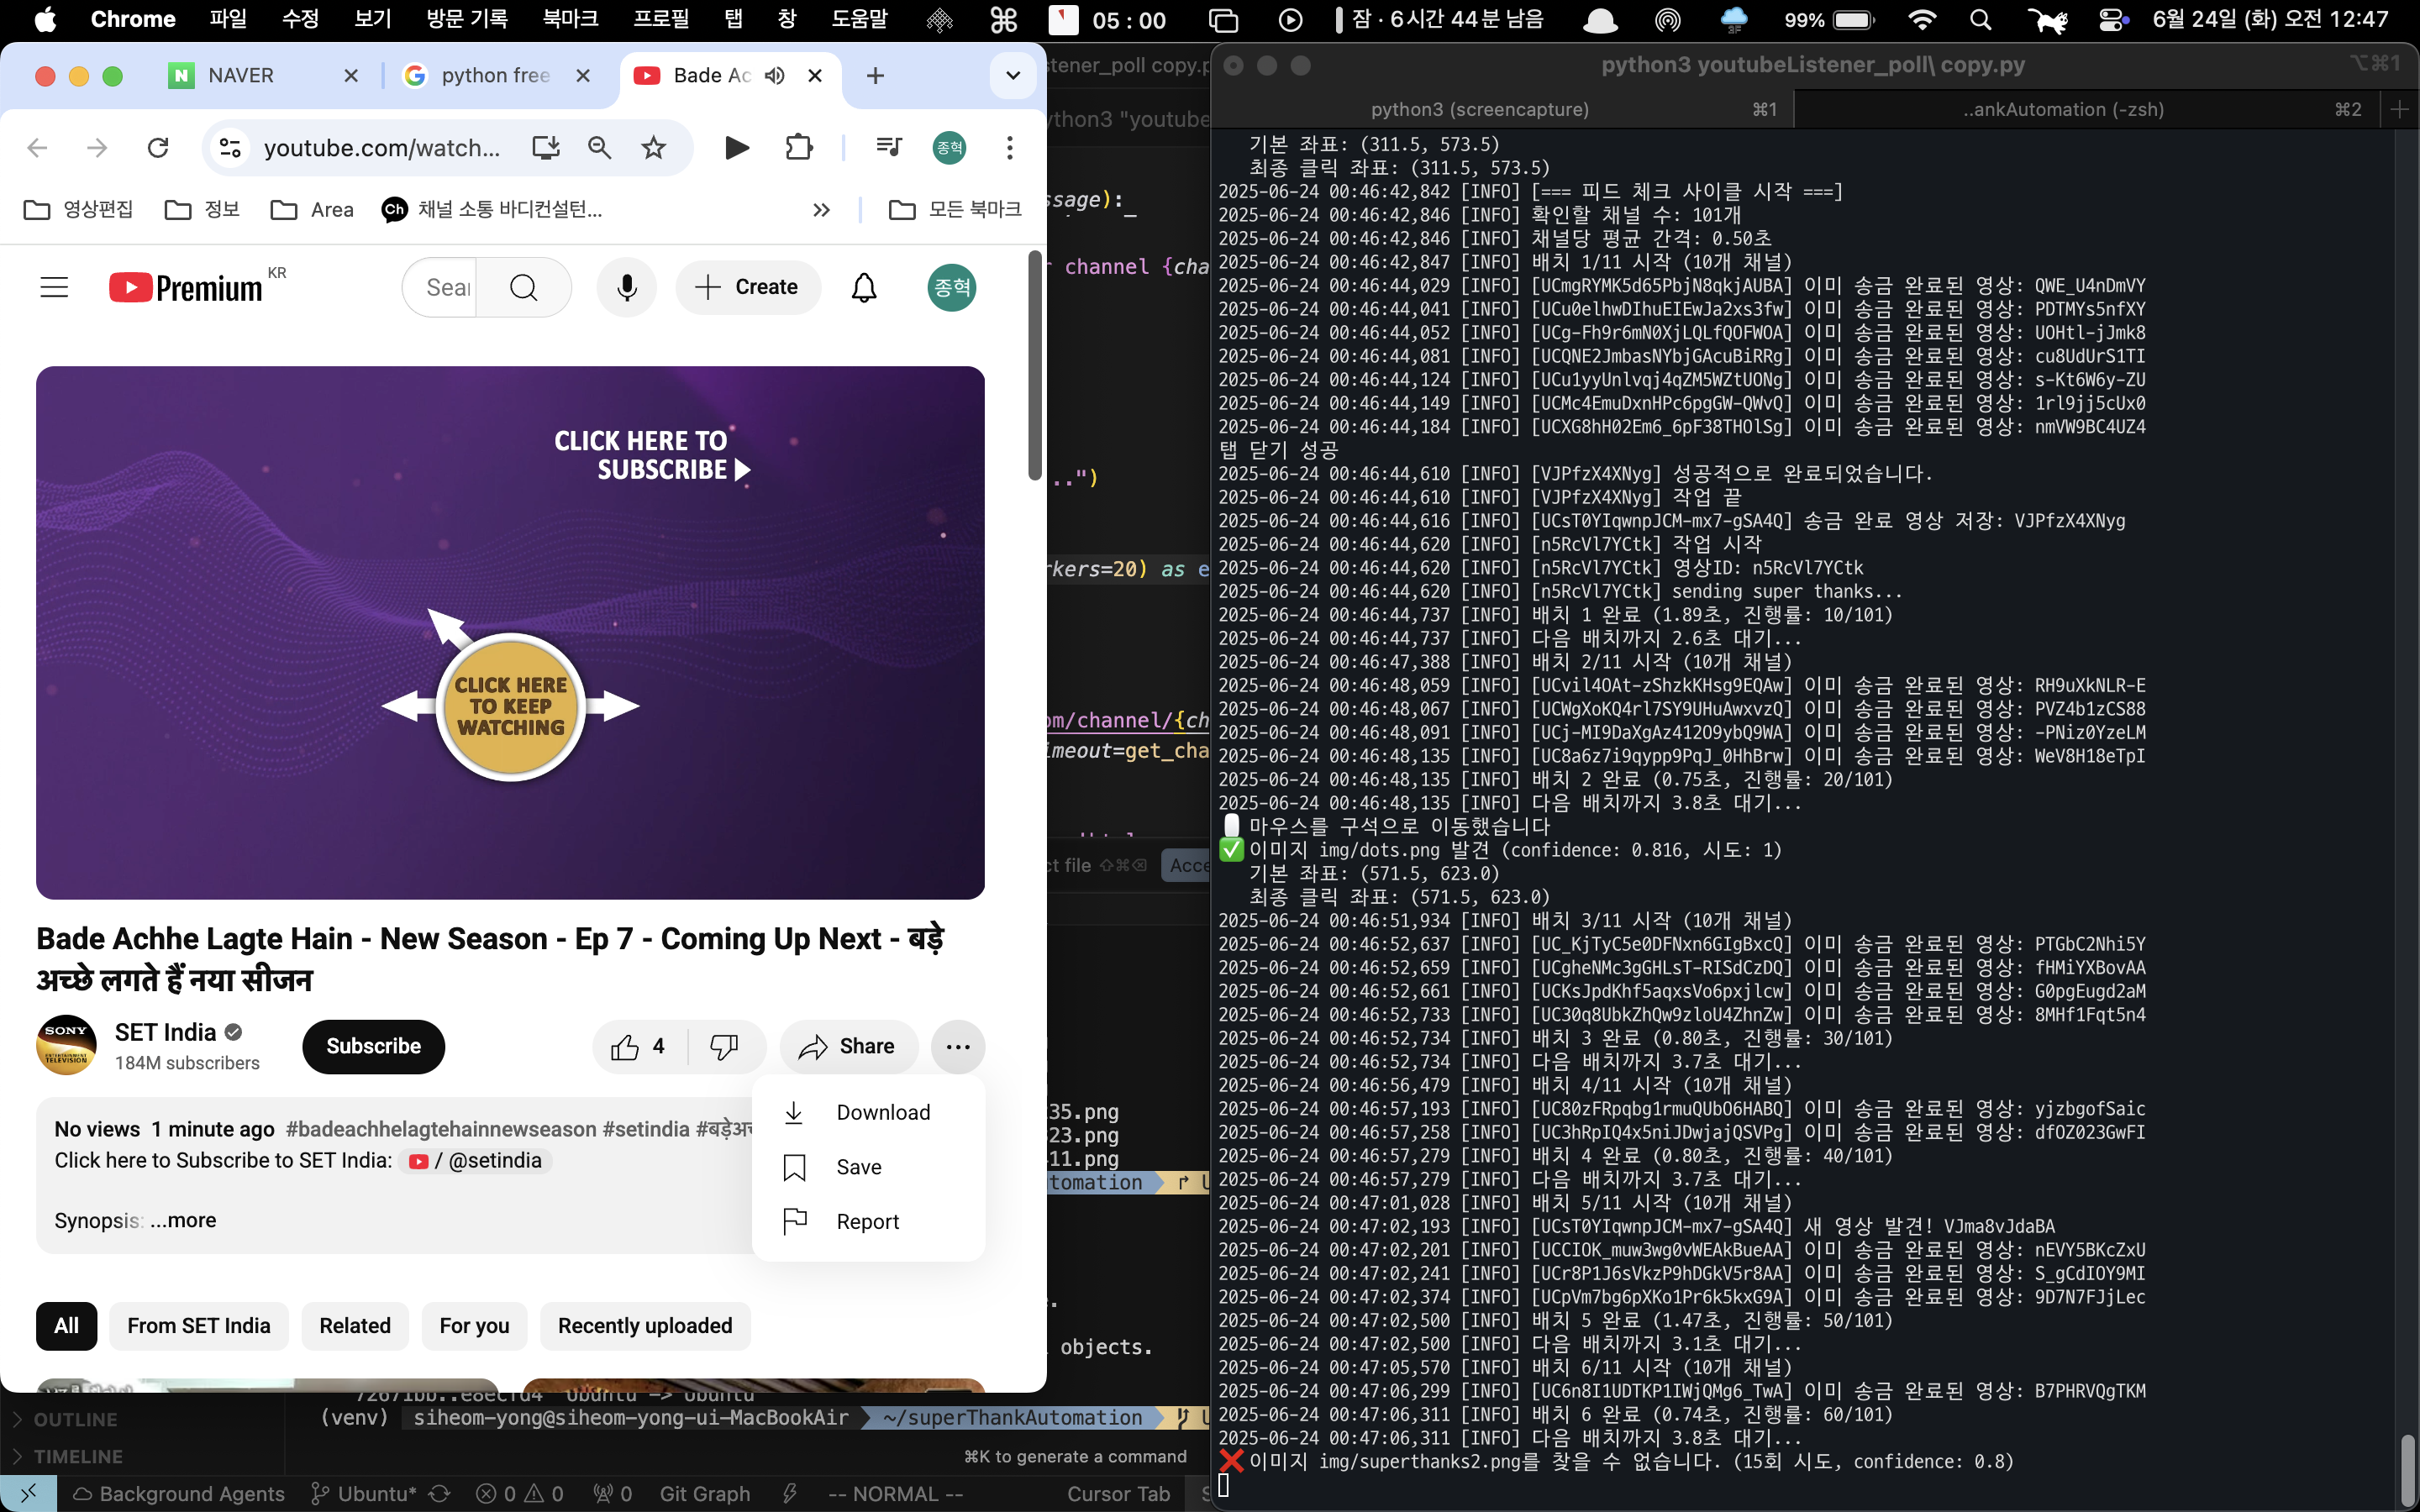 Chrome 파일 수정 보기 방문 기록 북마크 프로필 탭 창 도움말 05 : 00 잠 · 6시간 44분 남음 99% 6월 24일 (화) 오전 12:47
NAVER
python free
Bade Ac
youtube.com/watch...
종혁
영상편집
정보
Area
Ch 채널 소통 바디컨설턴...
모든 북마크
Premium KR
Create
종혁
CLICK HERE TO
SUBSCRIBE
CLICK HERE
TO KEEP
WATCHING
Bade Achhe Lagte Hain - New Season - Ep 7 - Coming Up Next - बड़े
अच्छे लगते हैं नया सीजन
SONY
ENTERTAINMENT
TELEVISION
SET India
184M subscribers
Subscribe
4
Share
Download
Save
Report
No views 1 minute ago #badeachhelagtehainnewseason #setindia
Click here to Subscribe to SET India: / @setindia
Synopsis: ...more
All
From SET India
Related
For you
Recently uploaded
stener_poll copy.p
ython3 "youtube
ssage):
r channel {cha
..")
rkers=20) as e
om/channel/{ch
imeout=get_cha
ct file ⇧⌘⌫ Acce
35.png
23.png
11.png
tomation
objects.
(venv) siheom-yong@siheom-yong-ui-MacBookAir ~/superThankAutomation
⌘K to generate a command
OUTLINE
TIMELINE
Background Agents Ubuntu* 0 0 0 Git Graph -- NORMAL -- Cursor Tab
python3 youtubeListener_poll\ copy.py ⌥⌘1
python3 (screencapture) ⌘1
..ankAutomation (-zsh) ⌘2
기본 좌표: (311.5, 573.5)
최종 클릭 좌표: (311.5, 573.5)
2025-06-24 00:46:42,842 [INFO] [=== 피드 체크 사이클 시작 ===]
2025-06-24 00:46:42,846 [INFO] 확인할 채널 수: 101개
2025-06-24 00:46:42,846 [INFO] 채널당 평균 간격: 0.50초
2025-06-24 00:46:42,847 [INFO] 배치 1/11 시작 (10개 채널)
2025-06-24 00:46:44,029 [INFO] [UCmgRYMK5d65PbjN8qkjAUBA] 이미 송금 완료된 영상: QWE_U4nDmVY
2025-06-24 00:46:44,041 [INFO] [UCu0elhwDIhuEIEwJa2xs3fw] 이미 송금 완료된 영상: PDTMYs5nfXY
2025-06-24 00:46:44,052 [INFO] [UCg-Fh9r6mN0XjLQLfQOFWOA] 이미 송금 완료된 영상: UOHtl-jJmk8
2025-06-24 00:46:44,081 [INFO] [UCQNE2JmbasNYbjGAcuBiRRg] 이미 송금 완료된 영상: cu8UdUrS1TI
2025-06-24 00:46:44,124 [INFO] [UCu1yyUnlvqj4qZM5WZtUONg] 이미 송금 완료된 영상: s-Kt6W6y-ZU
2025-06-24 00:46:44,149 [INFO] [UCMc4EmuDxnHPc6pgGW-QWvQ] 이미 송금 완료된 영상: 1rl9jj5cUx0
2025-06-24 00:46:44,184 [INFO] [UCXG8hH02Em6_6pF38THOlSg] 이미 송금 완료된 영상: nmVW9BC4UZ4
탭 닫기 성공
2025-06-24 00:46:44,610 [INFO] [VJPfzX4XNyg] 성공적으로 완료되었습니다.
2025-06-24 00:46:44,610 [INFO] [VJPfzX4XNyg] 작업 끝
2025-06-24 00:46:44,616 [INFO] [UCsT0YIqwnpJCM-mx7-gSA4Q] 송금 완료 영상 저장: VJPfzX4XNyg
2025-06-24 00:46:44,620 [INFO] [n5RcVl7YCtk] 작업 시작
2025-06-24 00:46:44,620 [INFO] [n5RcVl7YCtk] 영상ID: n5RcVl7YCtk
2025-06-24 00:46:44,620 [INFO] [n5RcVl7YCtk] sending super thanks...
2025-06-24 00:46:44,737 [INFO] 배치 1 완료 (1.89초, 진행률: 10/101)
2025-06-24 00:46:44,737 [INFO] 다음 배치까지 2.6초 대기...
2025-06-24 00:46:47,388 [INFO] 배치 2/11 시작 (10개 채널)
2025-06-24 00:46:48,059 [INFO] [UCvil4OAt-zShzkKHsg9EQAw] 이미 송금 완료된 영상: RH9uXkNLR-E
2025-06-24 00:46:48,067 [INFO] [UCWgXoKQ4rl7SY9UHuAwxvzQ] 이미 송금 완료된 영상: PVZ4b1zCS88
2025-06-24 00:46:48,091 [INFO] [UCj-MI9DaXgAz412O9ybQ9WA] 이미 송금 완료된 영상: -PNiz0YzeLM
2025-06-24 00:46:48,135 [INFO] [UC8a6z7i9qypp9PqJ_0HhBrw] 이미 송금 완료된 영상: WeV8H18eTpI
2025-06-24 00:46:48,135 [INFO] 배치 2 완료 (0.75초, 진행률: 20/101)
2025-06-24 00:46:48,135 [INFO] 다음 배치까지 3.8초 대기...
마우스를 구석으로 이동했습니다
✅ 이미지 img/dots.png 발견 (confidence: 0.816, 시도: 1)
기본 좌표: (571.5, 623.0)
최종 클릭 좌표: (571.5, 623.0)
2025-06-24 00:46:51,934 [INFO] 배치 3/11 시작 (10개 채널)
2025-06-24 00:46:52,637 [INFO] [UC_KjTyC5e0DFNxn6GIgBxcQ] 이미 송금 완료된 영상: PTGbC2Nhi5Y
2025-06-24 00:46:52,659 [INFO] [UCgheNMc3gGHLsT-RISdCzDQ] 이미 송금 완료된 영상: fHMiYXBovAA
2025-06-24 00:46:52,661 [INFO] [UCKsJpdKhf5aqxsVo6pxjlcw] 이미 송금 완료된 영상: G0pgEugd2aM
2025-06-24 00:46:52,733 [INFO] [UC30q8UbkZhQw9zloU4ZhnZw] 이미 송금 완료된 영상: 8MHf1Fqt5n4
2025-06-24 00:46:52,734 [INFO] 배치 3 완료 (0.80초, 진행률: 30/101)
2025-06-24 00:46:52,734 [INFO] 다음 배치까지 3.7초 대기...
2025-06-24 00:46:56,479 [INFO] 배치 4/11 시작 (10개 채널)
2025-06-24 00:46:57,193 [INFO] [UC80zFRpqbg1rmuQUbO6HABQ] 이미 송금 완료된 영상: yjzbgofSaic
2025-06-24 00:46:57,258 [INFO] [UC3hRpIQ4x5niJDwjajQSVPg] 이미 송금 완료된 영상: dfOZ023GwFI
2025-06-24 00:46:57,279 [INFO] 배치 4 완료 (0.80초, 진행률: 40/101)
2025-06-24 00:46:57,279 [INFO] 다음 배치까지 3.7초 대기...
2025-06-24 00:47:01,028 [INFO] 배치 5/11 시작 (10개 채널)
2025-06-24 00:47:02,193 [INFO] [UCsT0YIqwnpJCM-mx7-gSA4Q] 새 영상 발견! VJma8vJdaBA
2025-06-24 00:47:02,201 [INFO] [UCCIOK_muw3wg0vWEAkBueAA] 이미 송금 완료된 영상: nEVY5BKcZxU
2025-06-24 00:47:02,241 [INFO] [UCr8P1J6sVkzP9hDGkV5r8AA] 이미 송금 완료된 영상: S_gCdIOY9MI
2025-06-24 00:47:02,374 [INFO] [UCpVm7bg6pXKo1Pr6k5kxG9A] 이미 송금 완료된 영상: 9D7N7FJjLec
2025-06-24 00:47:02,500 [INFO] 배치 5 완료 (1.47초, 진행률: 50/101)
2025-06-24 00:47:02,500 [INFO] 다음 배치까지 3.1초 대기...
2025-06-24 00:47:05,570 [INFO] 배치 6/11 시작 (10개 채널)
2025-06-24 00:47:06,299 [INFO] [UC6n8I1UDTKP1IWjQMg6_TwA] 이미 송금 완료된 영상: B7PHRVQgTKM
2025-06-24 00:47:06,311 [INFO] 배치 6 완료 (0.74초, 진행률: 60/101)
2025-06-24 00:47:06,311 [INFO] 다음 배치까지 3.8초 대기...
❌ 이미지 img/superthanks2.png를 찾을 수 없습니다. (15회 시도, confidence: 0.8)